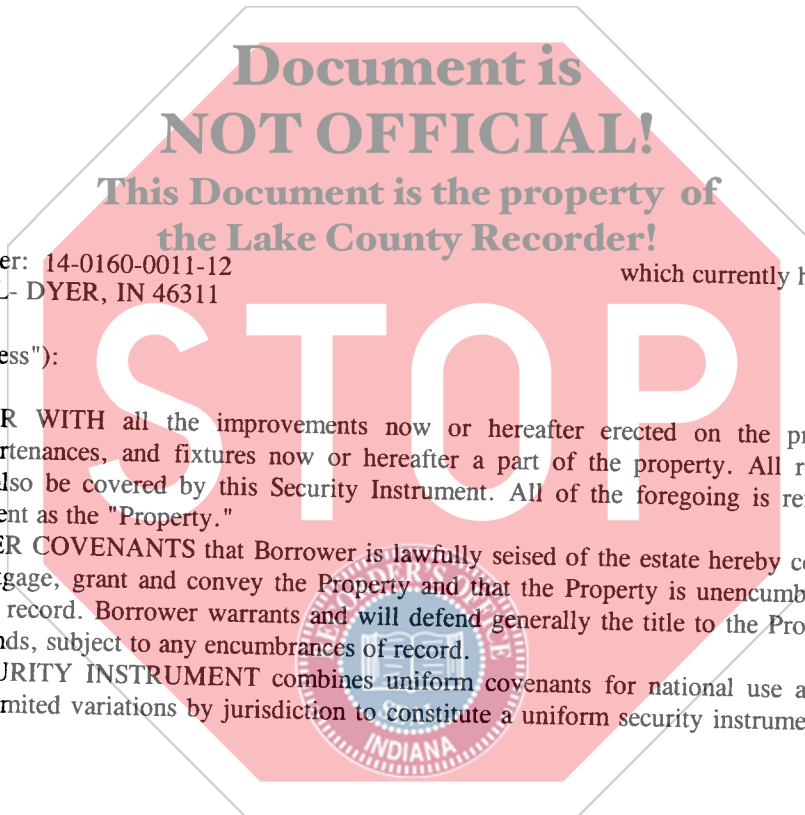 Document is
NOT OFFICIAL!
This Document is the property of
the Lake County Recorder!
er: 14-0160-0011-12 which currently h
L- DYER, IN 46311
ess"):
STOP
R WITH all the improvements now or hereafter erected on the pr
rtenances, and fixtures now or hereafter a part of the property. All r
lso be covered by this Security Instrument. All of the foregoing is re
ent as the "Property."
ER COVENANTS that Borrower is lawfully seised of the estate hereby c
gage, grant and convey the Property and that the Property is unencumb
record. Borrower warrants and will defend generally the title to the Pro
nds, subject to any encumbrances of record.
URITY INSTRUMENT combines uniform covenants for national use a
mited variations by jurisdiction to constitute a uniform security instrume
INDIANA